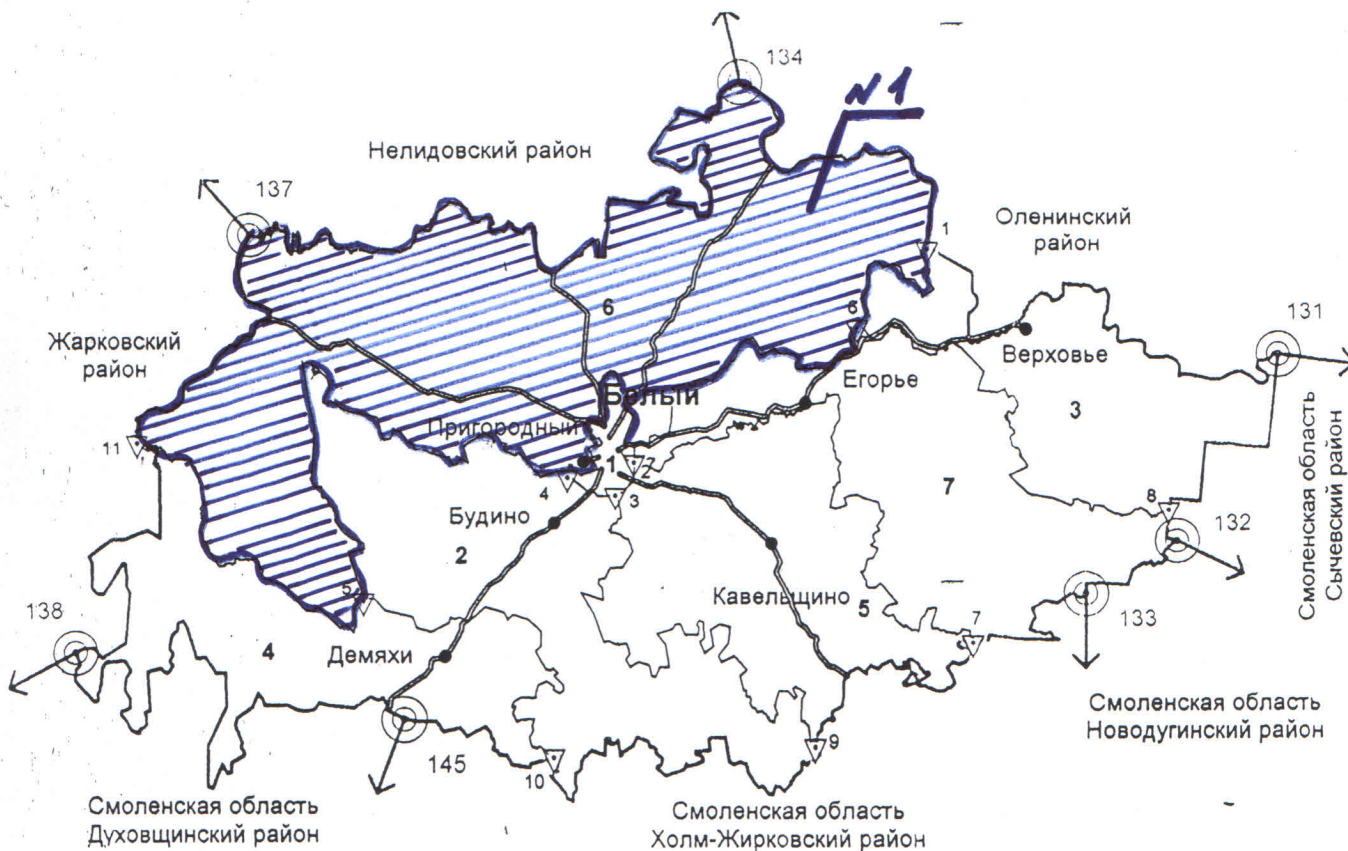 134
N 1
Нелидовский район
137
Оленинский
район
1
6
Жарковский
район
131
6
Верховье
Егорье
3
Белый
Пригородный
11
1
2
7
4
3
8
132
Будино
2
Смоленская область
Сычевский район
Кавельщино
5
5
7
133
138
4
Демяхи
Смоленская область
Новодугинский район
9
145
10
Смоленская область
Духовщинский район
Смоленская область
Холм-Жирковский район